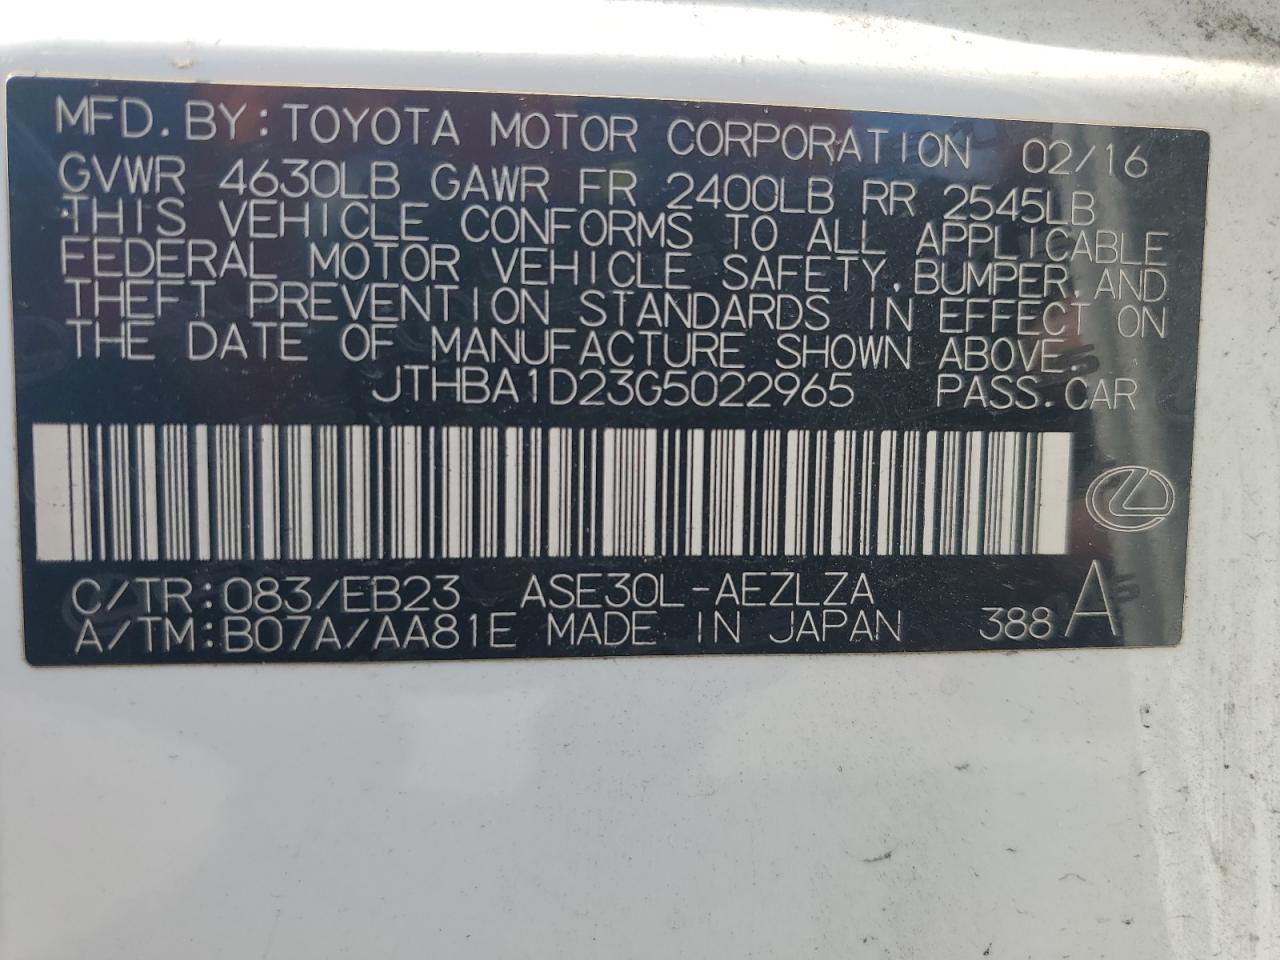 MFD. BY: TOYOTA MOTOR CORPORATION 02/16
GVWR 4630LB GAWR FR 2400LB RR 2545LB
THIS VEHICLE CONFORMS TO ALL APPLICABLE
FEDERAL MOTOR VEHICLE SAFETY, BUMPER, AND
THEFT PREVENTION STANDARDS IN EFFECT ON
THE DATE OF MANUFACTURE SHOWN ABOVE.
JTHBA1D23G5022965 PASS. CAR
C/TR: 083/EB23 ASE30L-AEZLZA
A/TM: B07A/AA81E MADE IN JAPAN 388 A